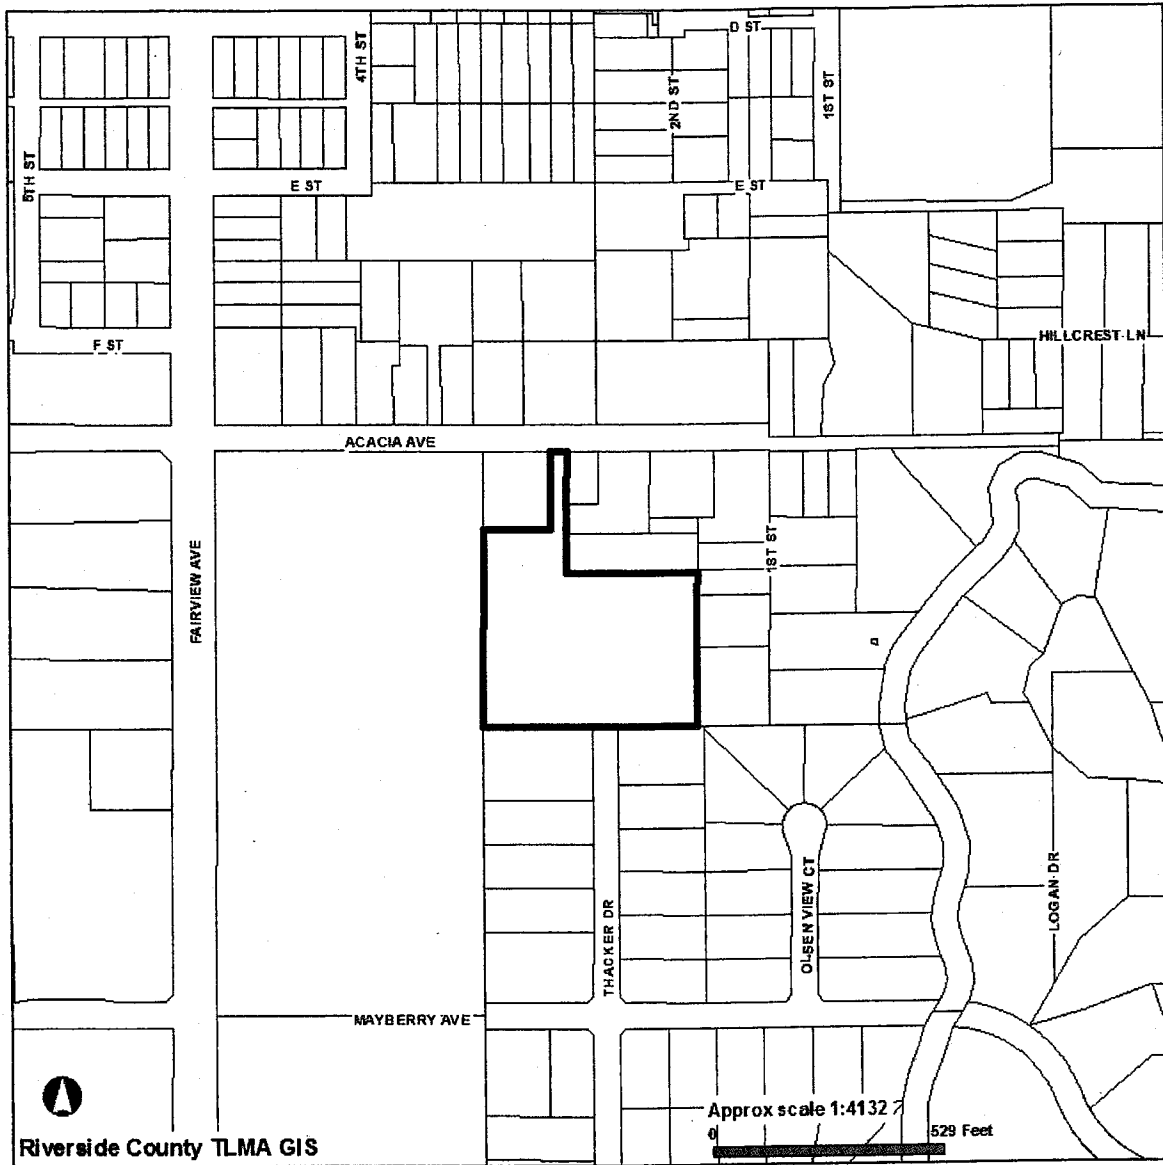 D ST
4TH ST
2ND ST
1ST ST
5TH ST
E ST
E ST
F ST
HILLCREST LN
ACACIA AVE
FAIRVIEW AVE
1ST ST
THACKER DR
OLSEN VIEW CT
LOGAN DR
MAYBERRY AVE
Approx scale 1:4132
0
529 Feet
Riverside County TLMA GIS